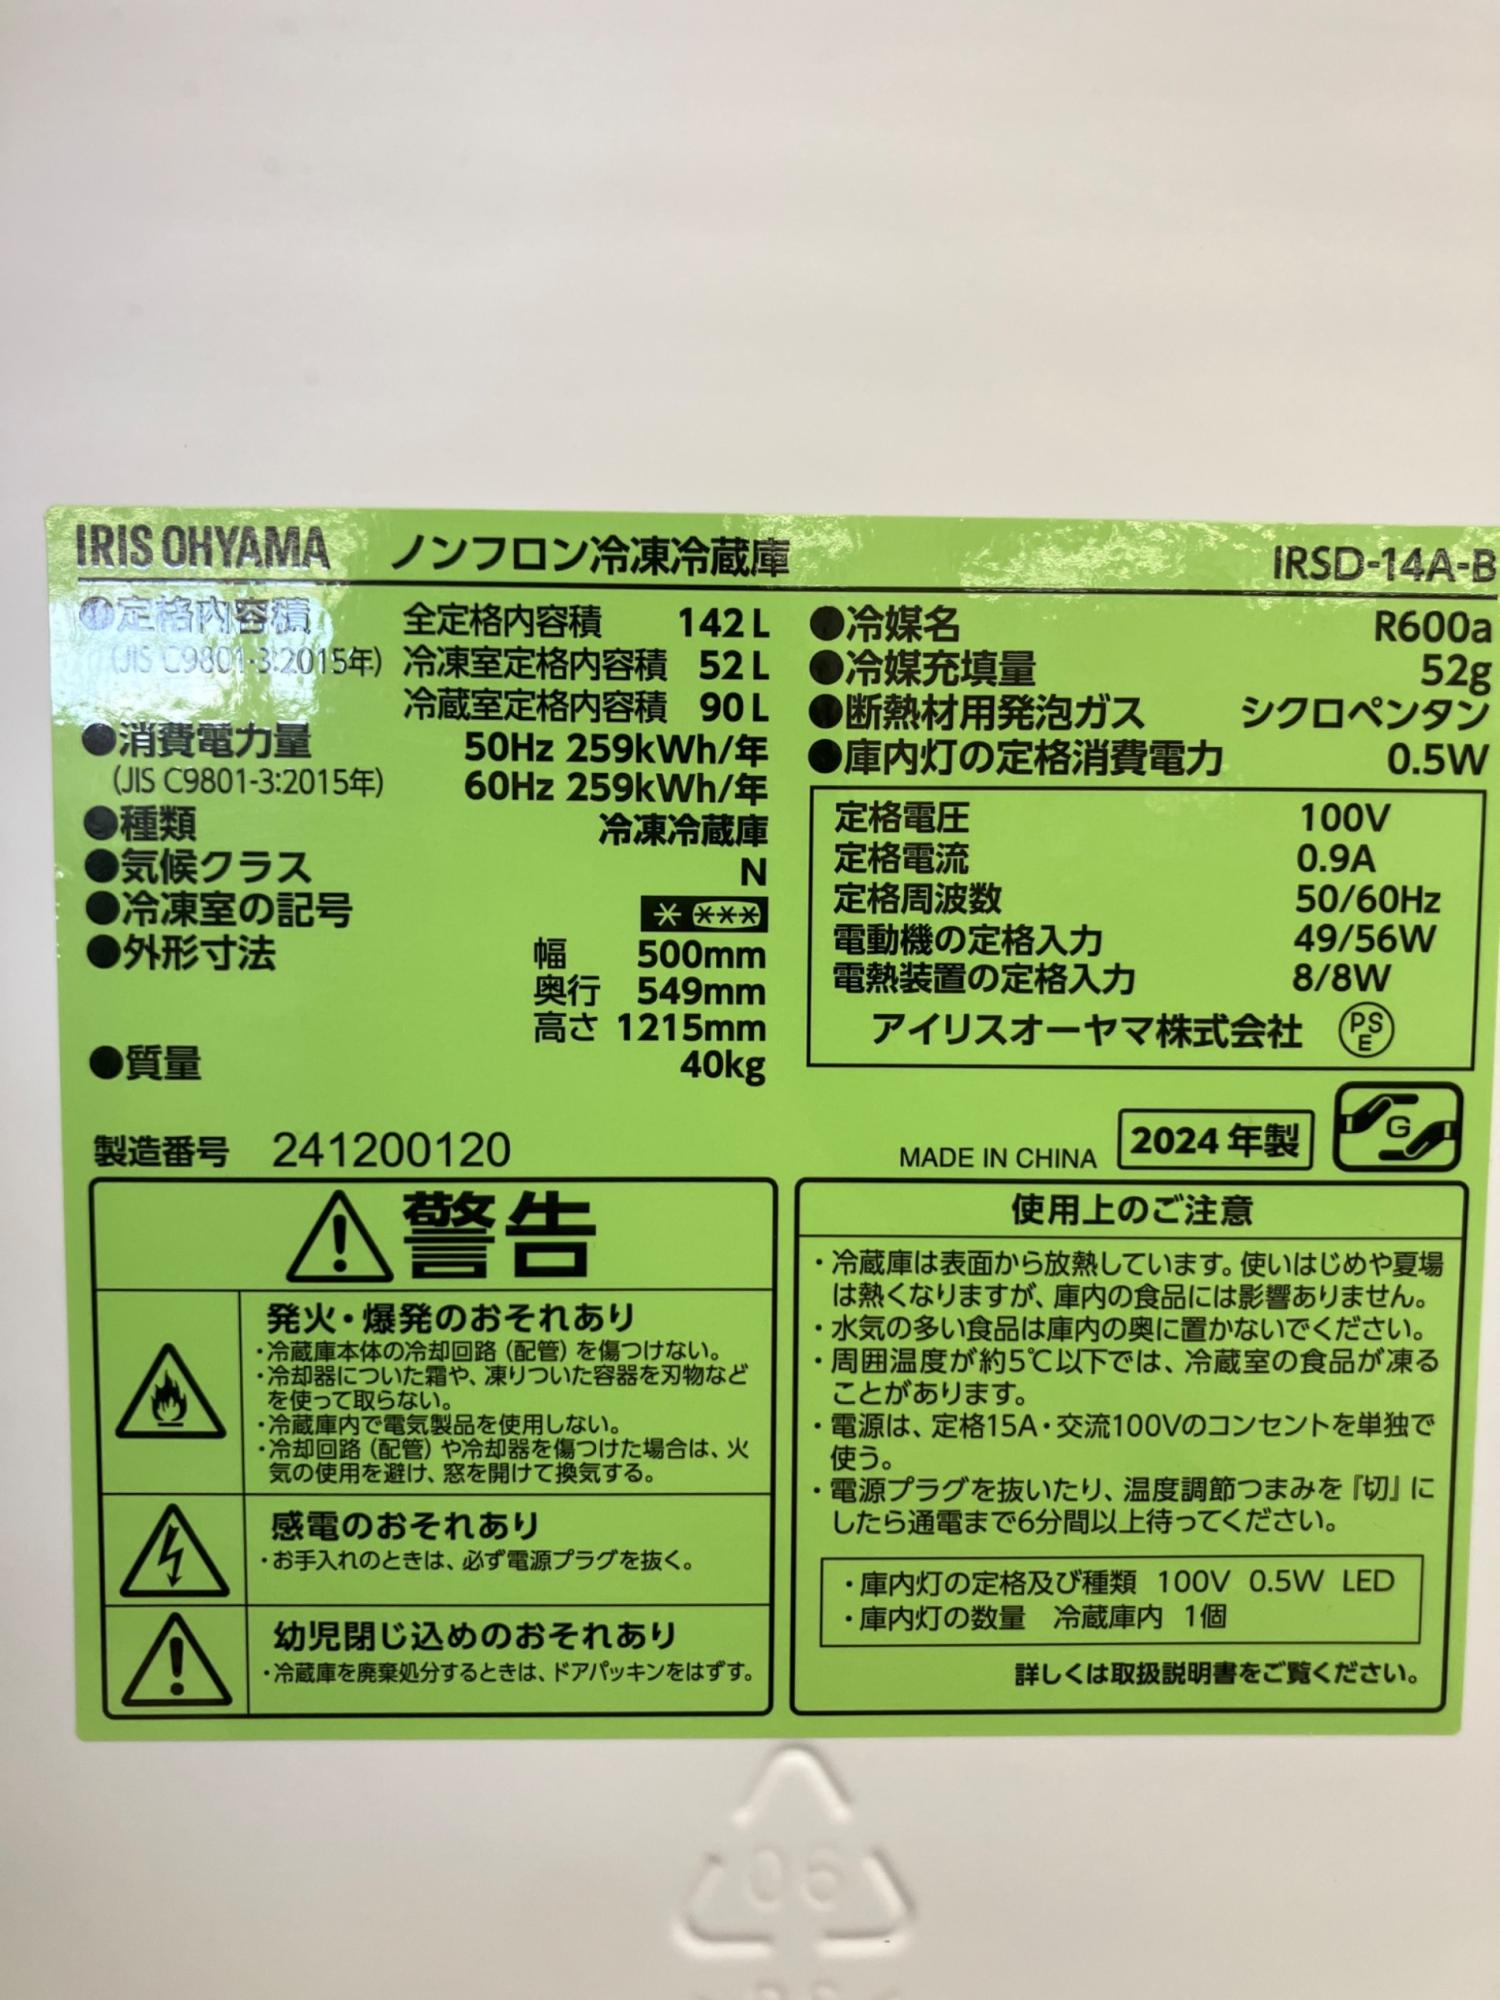 IRIS OHYAMA ノンフロン冷凍冷蔵庫 IRSD-14A-B
●定格内容積 全定格内容積 142L
(JIS C9801-3:2015年) 冷凍室定格内容積 52L
冷蔵室定格内容積 90L
●消費電力量 50Hz 259kWh/年
(JIS C9801-3:2015年) 60Hz 259kWh/年
●種類 冷凍冷蔵庫
●気候クラス N
●冷凍室の記号 * ***
●外形寸法 幅 500mm
奥行 549mm
高さ 1215mm
●質量 40kg
製造番号 241200120
●冷媒名 R600a
●冷媒充填量 52g
●断熱材用発泡ガス シクロペンタン
●庫内灯の定格消費電力 0.5W
定格電圧 100V
定格電流 0.9A
定格周波数 50/60Hz
電動機の定格入力 49/56W
電熱装置の定格入力 8/8W
アイリスオーヤマ株式会社 PSE
MADE IN CHINA 2024年製 G
警告
発火・爆発のおそれあり
・冷蔵庫本体の冷却回路(配管)を傷つけない。
・冷却器についた霜や、凍りついた容器を刃物など
を使って取らない。
・冷蔵庫内で電気製品を使用しない。
・冷却回路(配管)や冷却器を傷つけた場合は、火
気の使用を避け、窓を開けて換気する。
感電のおそれあり
・お手入れのときは、必ず電源プラグを抜く。
幼児閉じ込めのおそれあり
・冷蔵庫を廃棄処分するときは、ドアパッキンをはずす。
使用上のご注意
・冷蔵庫は表面から放熱しています。使いはじめや夏場
は熱くなりますが、庫内の食品には影響ありません。
・水気の多い食品は庫内の奥に置かないでください。
・周囲温度が約5℃以下では、冷蔵室の食品が凍る
ことがあります。
・電源は、定格15A・交流100Vのコンセントを単独で
使う。
・電源プラグを抜いたり、温度調節つまみを『切』に
したら通電まで6分間以上待ってください。
・庫内灯の定格及び種類 100V 0.5W LED
・庫内灯の数量 冷蔵庫内 1個
詳しくは取扱説明書をご覧ください。
06